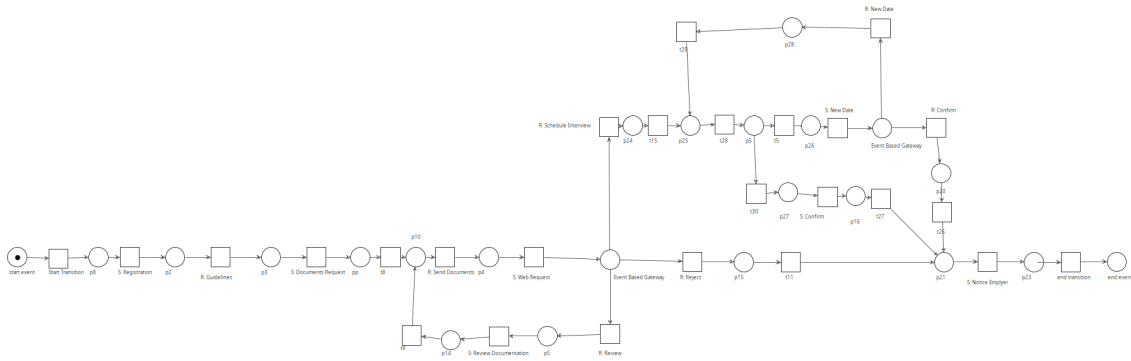 R: New Date
t29
p28
S: New Date
R: Confirm
R: Schedule Interview
p24
t15
p25
t28
p5
t5
p26
Event Based Gateway
p20
t30
p27
S: Confirm
p16
t27
t26
p10
start event
Start Transition
p8
S: Registration
p2
R: Guidelines
p3
S: Documents Request
pp
t8
R: Send Documents
p4
S: Web Request
Event Based Gateway
R: Reject
p15
t11
p21
S: Notice Emplyer
p23
end transition
end even
t9
p14
S: Review Documentation
p5
R: Review